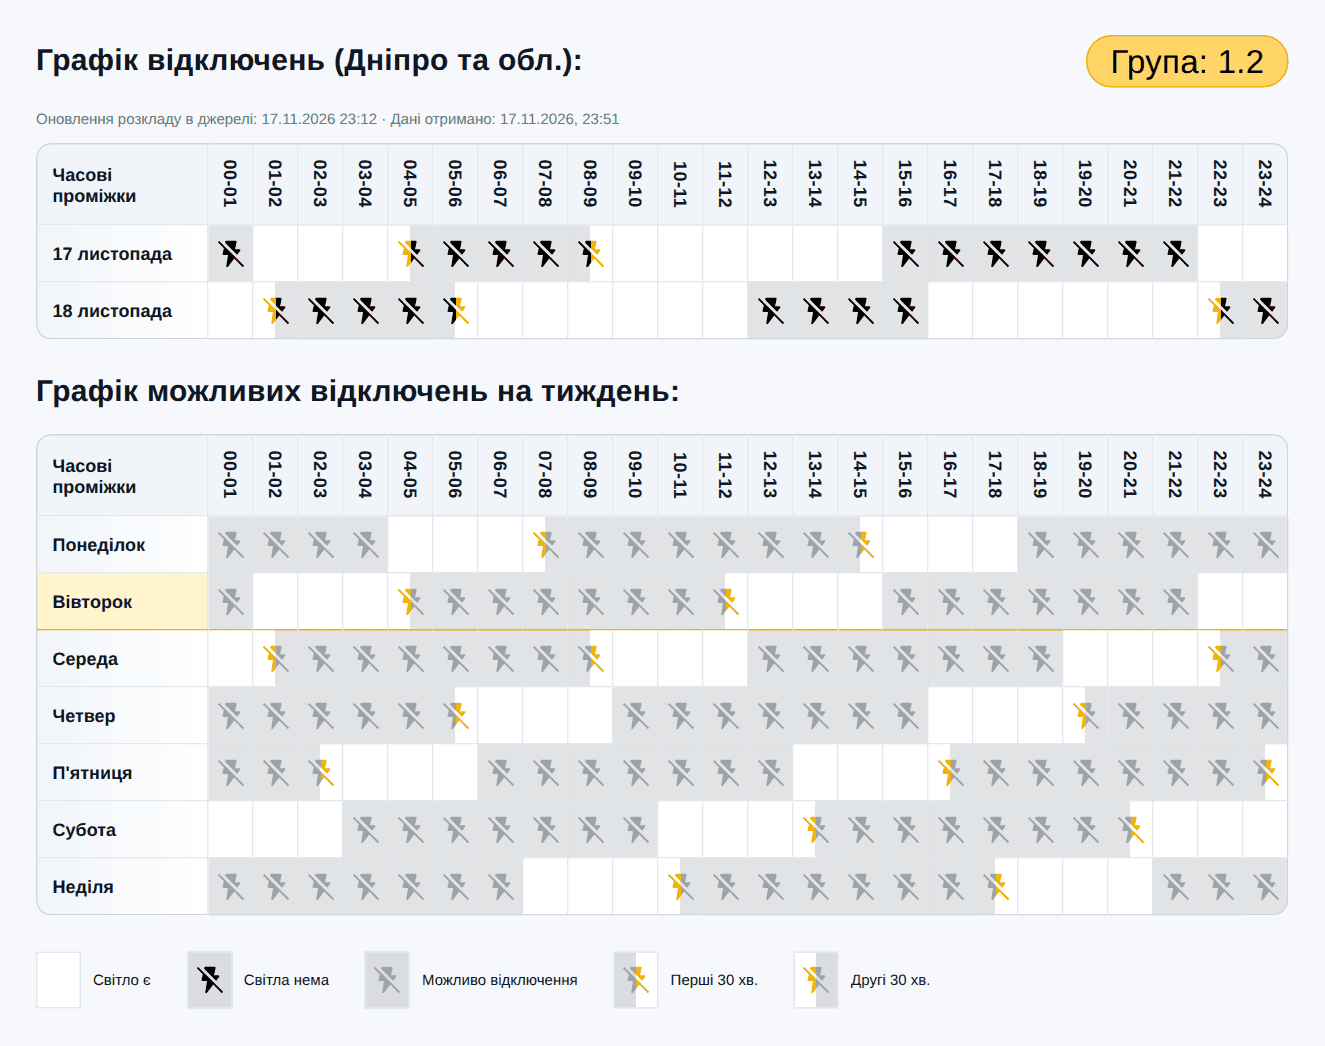 Графік відключень (Дніпро та обл.):
Група: 1.2
Оновлення розкладу в джерелі: 17.11.2026 23:12 · Дані отримано: 17.11.2026, 23:51
Часові проміжки 00-01 01-02 02-03 03-04 04-05 05-06 06-07 07-08 08-09 09-10 10-11 11-12 12-13 13-14 14-15 15-16 16-17 17-18 18-19 19-20 20-21 21-22 22-23 23-24
17 листопада
18 листопада
Графік можливих відключень на тиждень:
Часові проміжки 00-01 01-02 02-03 03-04 04-05 05-06 06-07 07-08 08-09 09-10 10-11 11-12 12-13 13-14 14-15 15-16 16-17 17-18 18-19 19-20 20-21 21-22 22-23 23-24
Понеділок
Вівторок
Середа
Четвер
П'ятниця
Субота
Неділя
Світло є Світла нема Можливо відключення Перші 30 хв. Другі 30 хв.